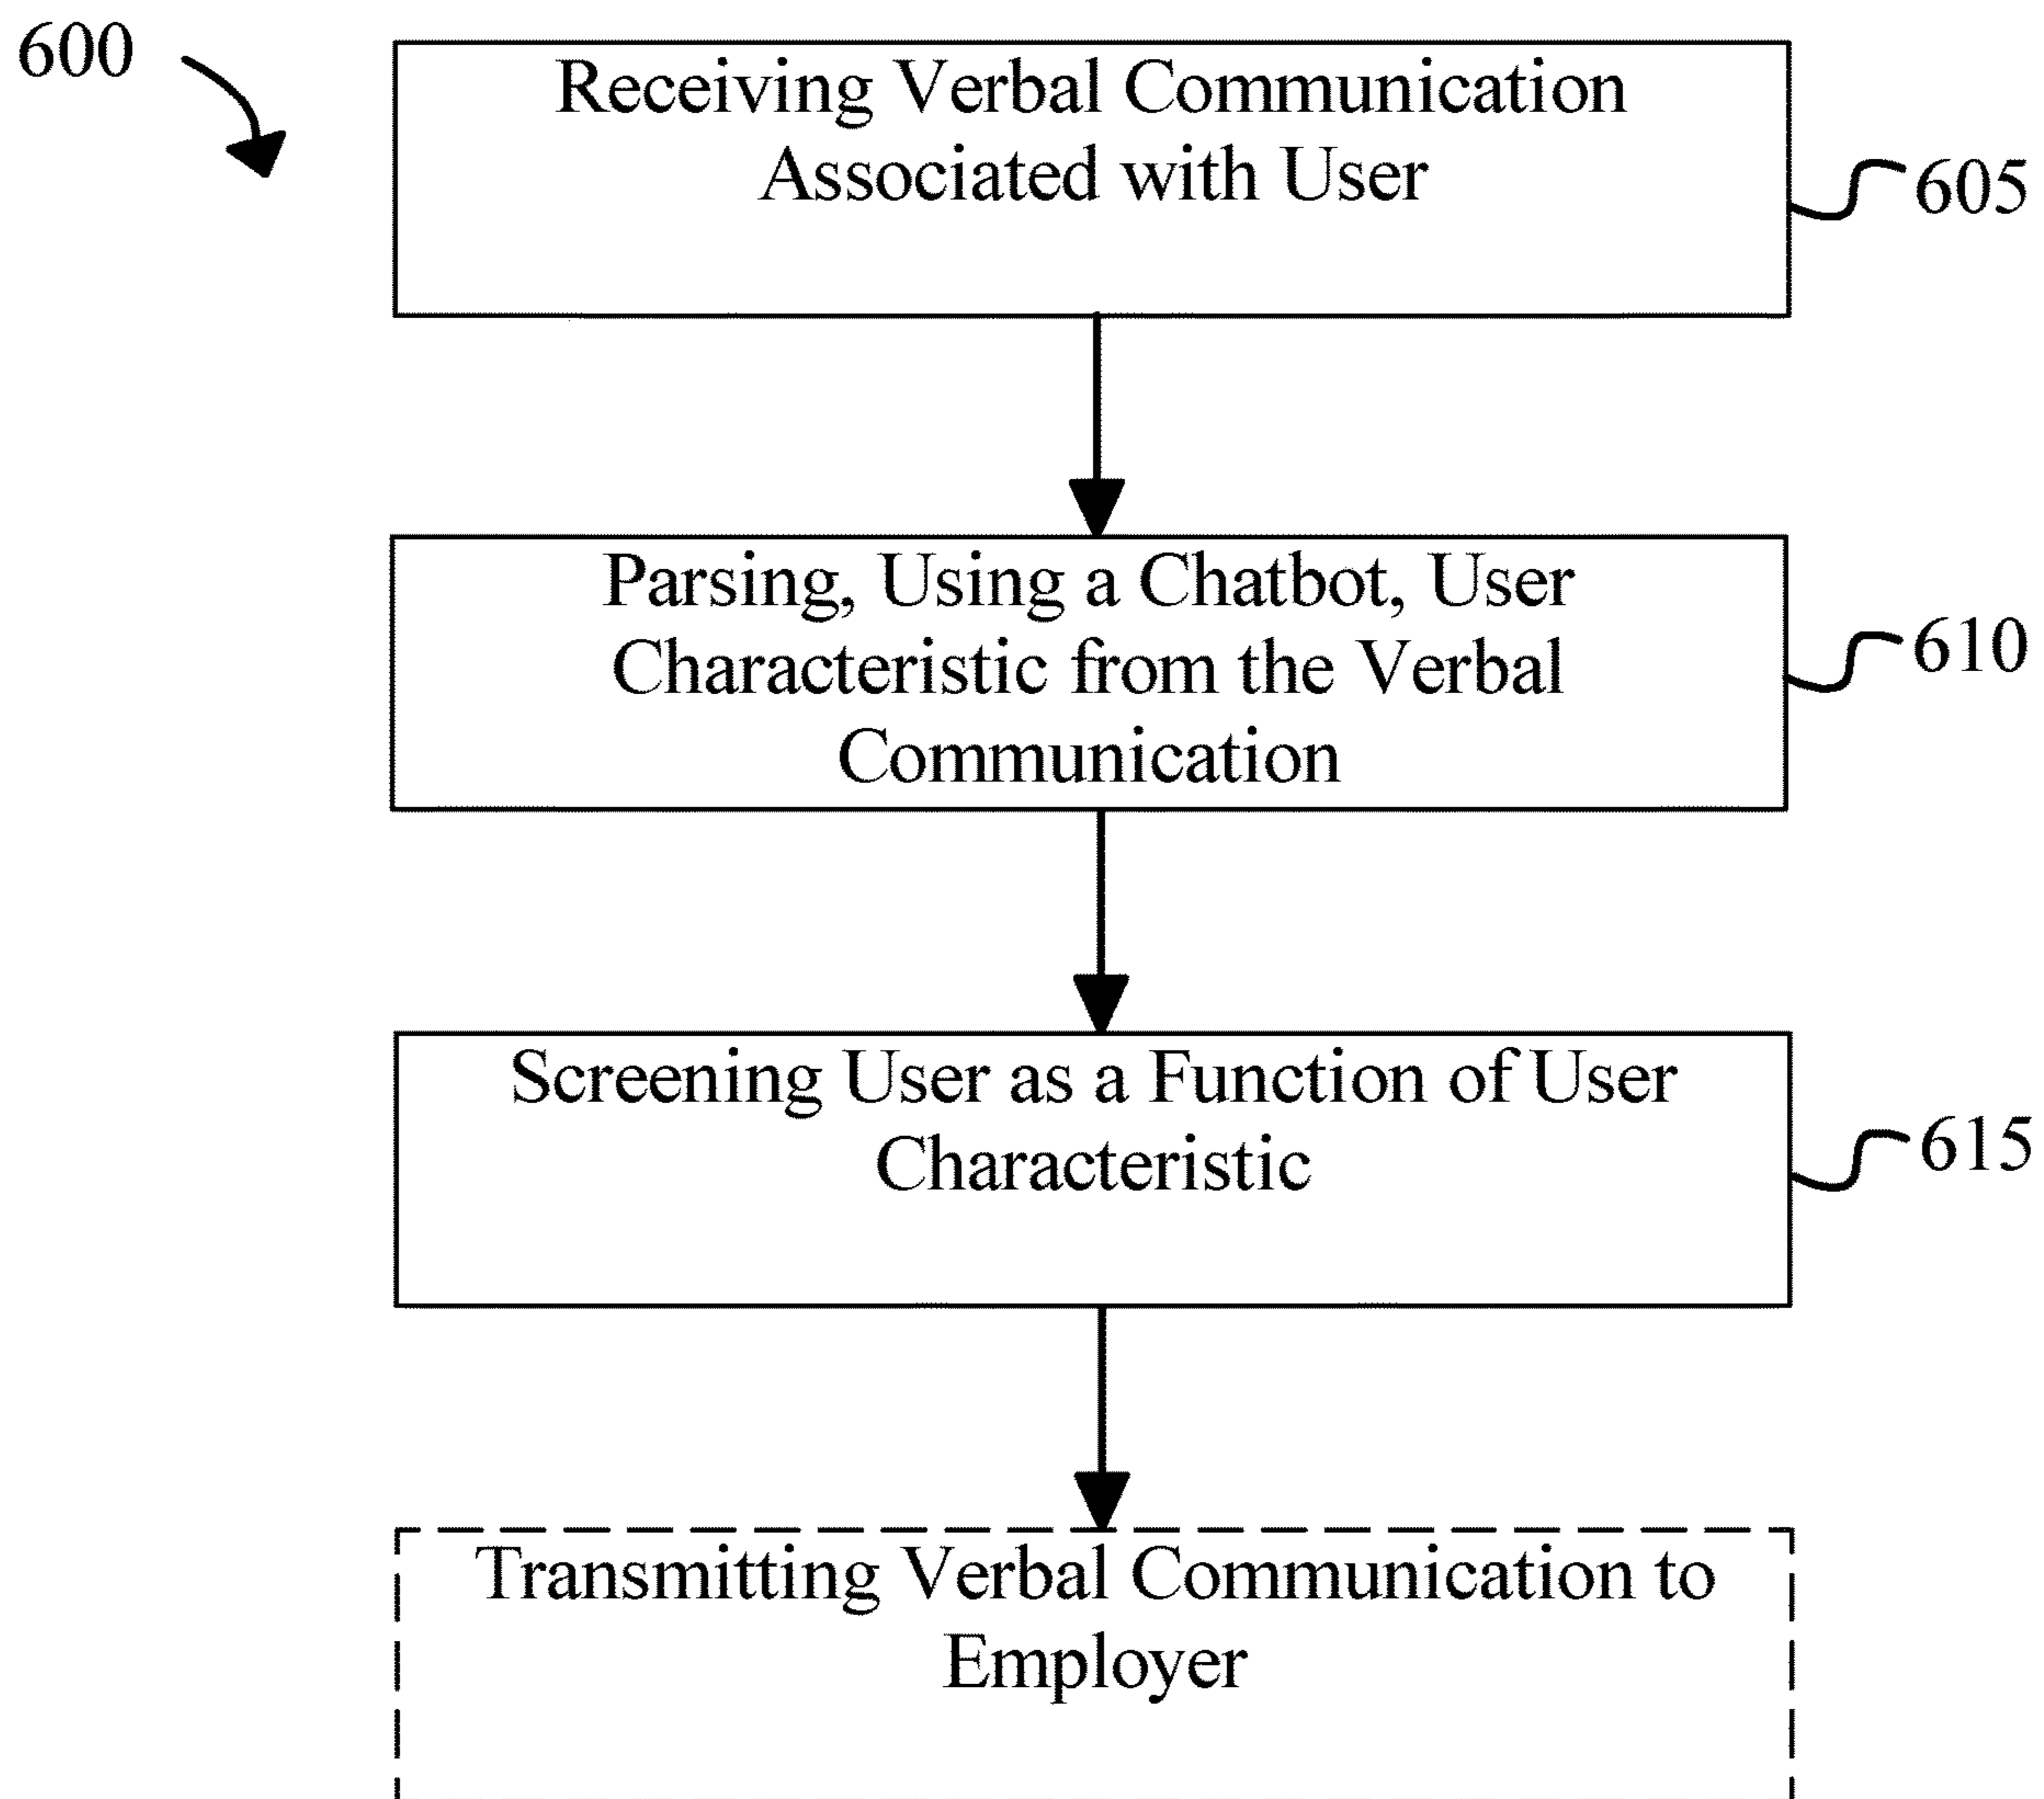 600
Receiving Verbal Communication
Associated with User
605
Parsing, Using a Chatbot, User
Characteristic from the Verbal
Communication
610
Screening User as a Function of User
Characteristic
615
Transmitting Verbal Communication to
Employer